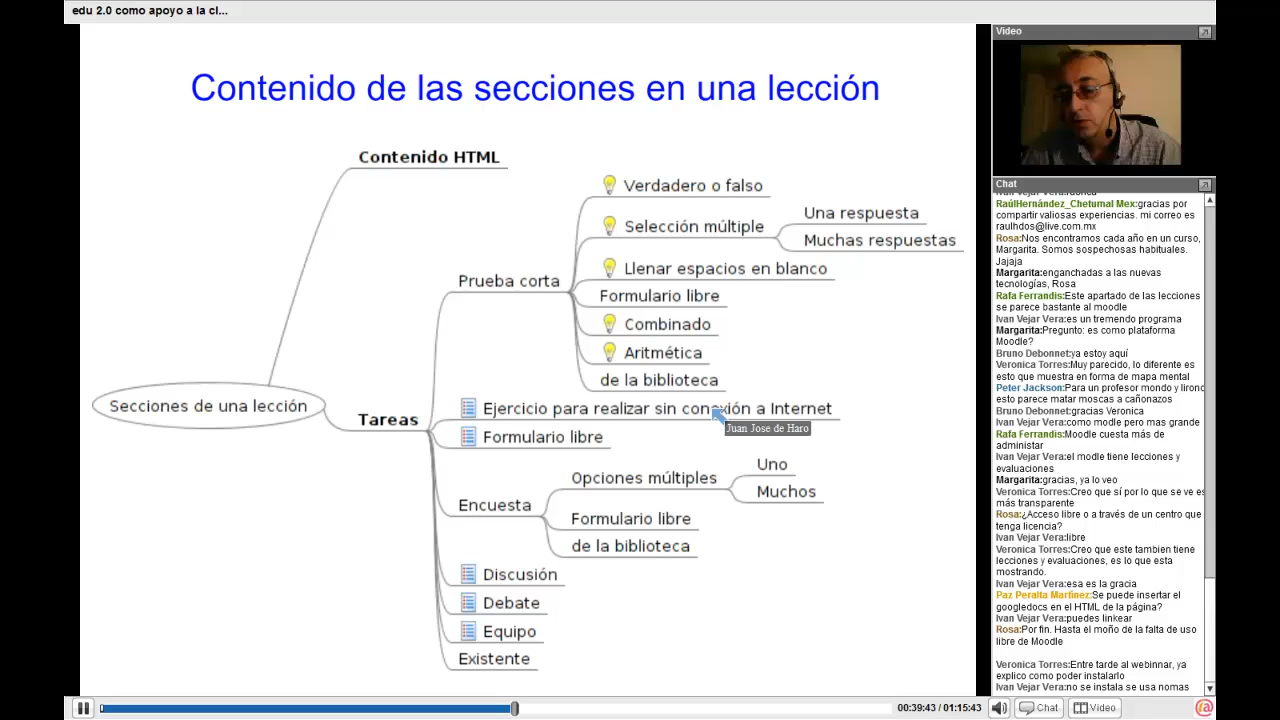 edu 2.0 como apoyo a la cl...
Contenido de las secciones en una lección
Contenido HTML
Verdadero o falso
Selección múltiple
Una respuesta
Muchas respuestas
Prueba corta
Llenar espacios en blanco
Formulario libre
Combinado
Aritmética
de la biblioteca
Secciones de una lección
Tareas
Ejercicio para realizar sin conexión a Internet
Juan Jose de Haro
Formulario libre
Encuesta
Opciones múltiples
Uno
Muchos
Formulario libre
de la biblioteca
Discusión
Debate
Equipo
Existente
Video
Chat
RaúlHernández_Chetumal Mex:gracias por
compartir valiosas experiencias. mi correo es
raulhdos@live.com.mx
Rosa:Nos encontramos cada año en un curso,
Margarita. Somos sospechosas habituales.
Jajaja
Margarita:enganchadas a las nuevas
tecnologías, Rosa
Rafa Ferrandis:Este apartado de las lecciones
se parece bastante al moodle
Ivan Vejar Vera:es un tremendo programa
Margarita:Pregunto: es como plataforma
Moodle?
Bruno Debonnet:ya estoy aquí
Veronica Torres:Muy parecido, lo diferente es
esto que muestra en forma de mapa mental
Peter Jackson:Para un profesor mondo y lirondo
esto parece matar moscas a cañonazos
Bruno Debonnet:gracias Veronica
Ivan Vejar Vera:como modle pero mas grande
Rafa Ferrandis:Moodle cuesta más de
administar
Ivan Vejar Vera:el modle tiene lecciones y
evaluaciones
Margarita:gracias, ya lo veo
Veronica Torres:Creo que sí por lo que se ve es
más transparente
Rosa:¿Acceso libre o a través de un centro que
tenga licencia?
Ivan Vejar Vera:libre
Veronica Torres:Creo que este tambien tiene
lecciones y evaluaciones, es lo que esta
mostrando.
Ivan Vejar Vera:esa es la gracia
Paz Peralta Martinez:Se puede insertar el
googledocs en el HTML de la página?
Ivan Vejar Vera:puedes linkear
Rosa:Por fin. Hasta el moño de la falta de uso
libre de Moodle
Veronica Torres:Entre tarde al webinnar, ya
explico como poder instalarlo
Ivan Vejar Vera:no se instala se usa nomas
00:39:43 / 01:15:43
Chat
Video